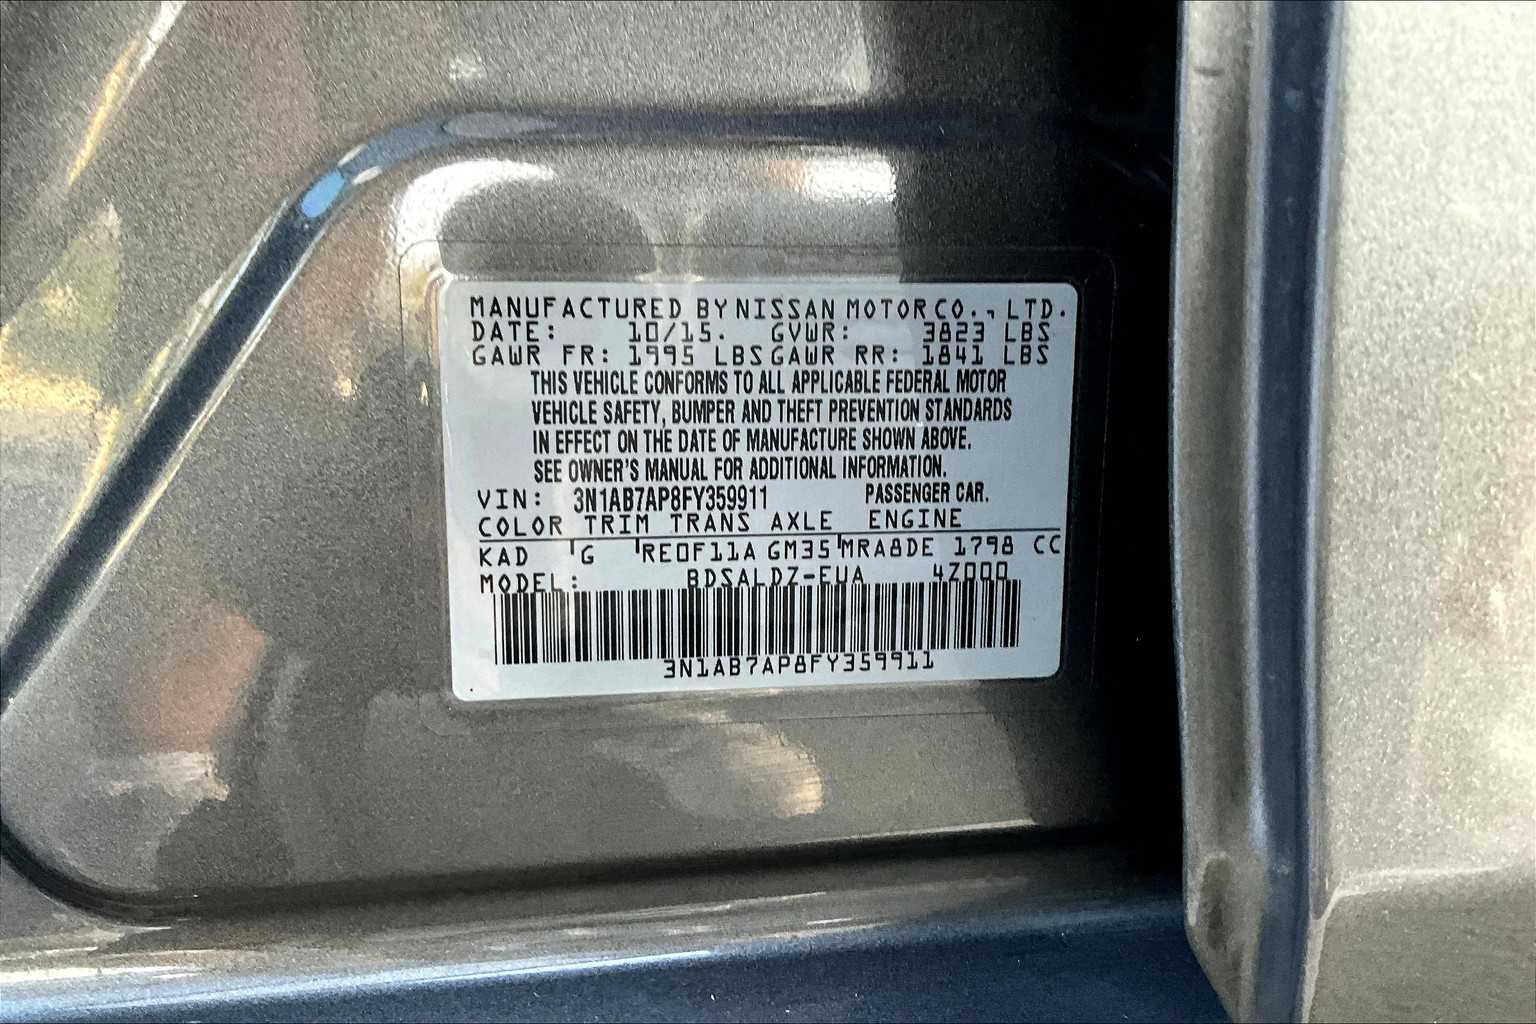 MANUFACTURED BY NISSAN MOTOR CO., LTD.
DATE: 10/15. GVWR: 3823 LBS
GAWR FR: 1995 LBS GAWR RR: 1841 LBS
THIS VEHICLE CONFORMS TO ALL APPLICABLE FEDERAL MOTOR
VEHICLE SAFETY, BUMPER AND THEFT PREVENTION STANDARDS
IN EFFECT ON THE DATE OF MANUFACTURE SHOWN ABOVE.
SEE OWNER'S MANUAL FOR ADDITIONAL INFORMATION.
VIN: 3N1AB7AP8FY359911 PASSENGER CAR.
COLOR TRIM TRANS AXLE ENGINE
KAD G RE0F11A GM35 MRA8DE 1798 CC
MODEL: BDSALDZ-EUA 4Z000
3N1AB7AP8FY359911